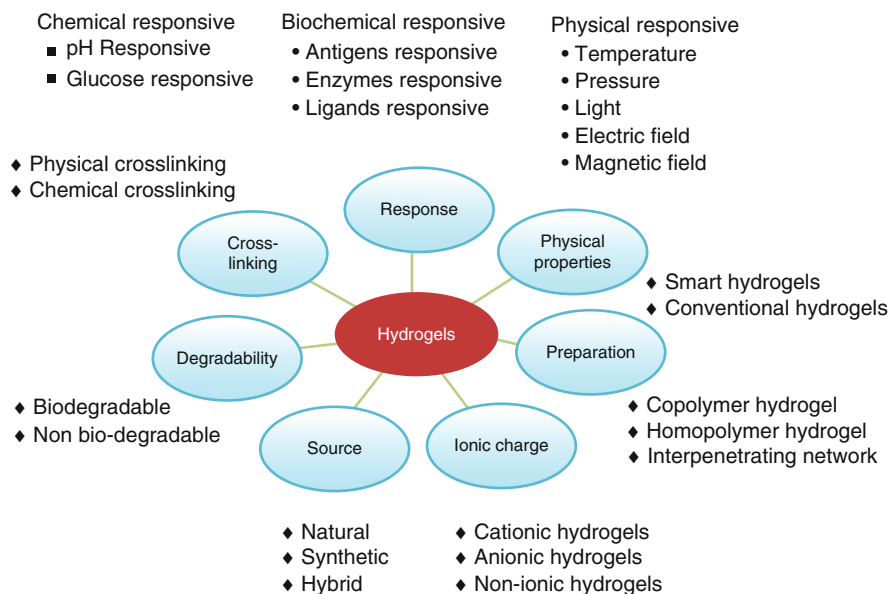 Chemical responsive
▪ pH Responsive
▪ Glucose responsive
Biochemical responsive
• Antigens responsive
• Enzymes responsive
• Ligands responsive
Physical responsive
• Temperature
• Pressure
• Light
• Electric field
• Magnetic field
♦ Physical crosslinking
♦ Chemical crosslinking
Response
Cross-
linking
Physical
properties
♦ Smart hydrogels
♦ Conventional hydrogels
Hydrogels
Degradability
Preparation
♦ Biodegradable
♦ Non bio-degradable
♦ Copolymer hydrogel
♦ Homopolymer hydrogel
♦ Interpenetrating network
Source
Ionic charge
♦ Natural
♦ Synthetic
♦ Hybrid
♦ Cationic hydrogels
♦ Anionic hydrogels
♦ Non-ionic hydrogels